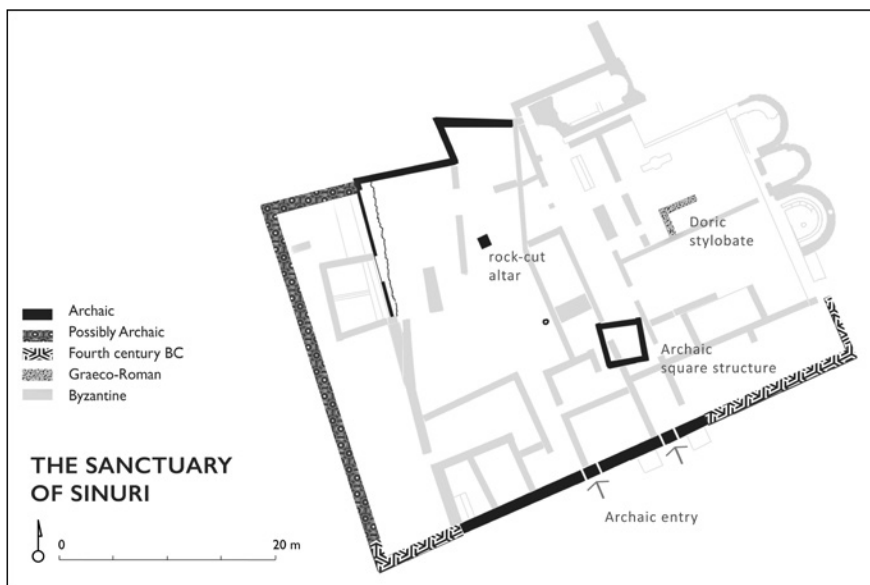 rock-cut
altar
Doric
stylobate
Archaic
square structure
Archaic
Possibly Archaic
Fourth century BC
Graeco-Roman
Byzantine
THE SANCTUARY
OF SINURI
0 20 m
Archaic entry